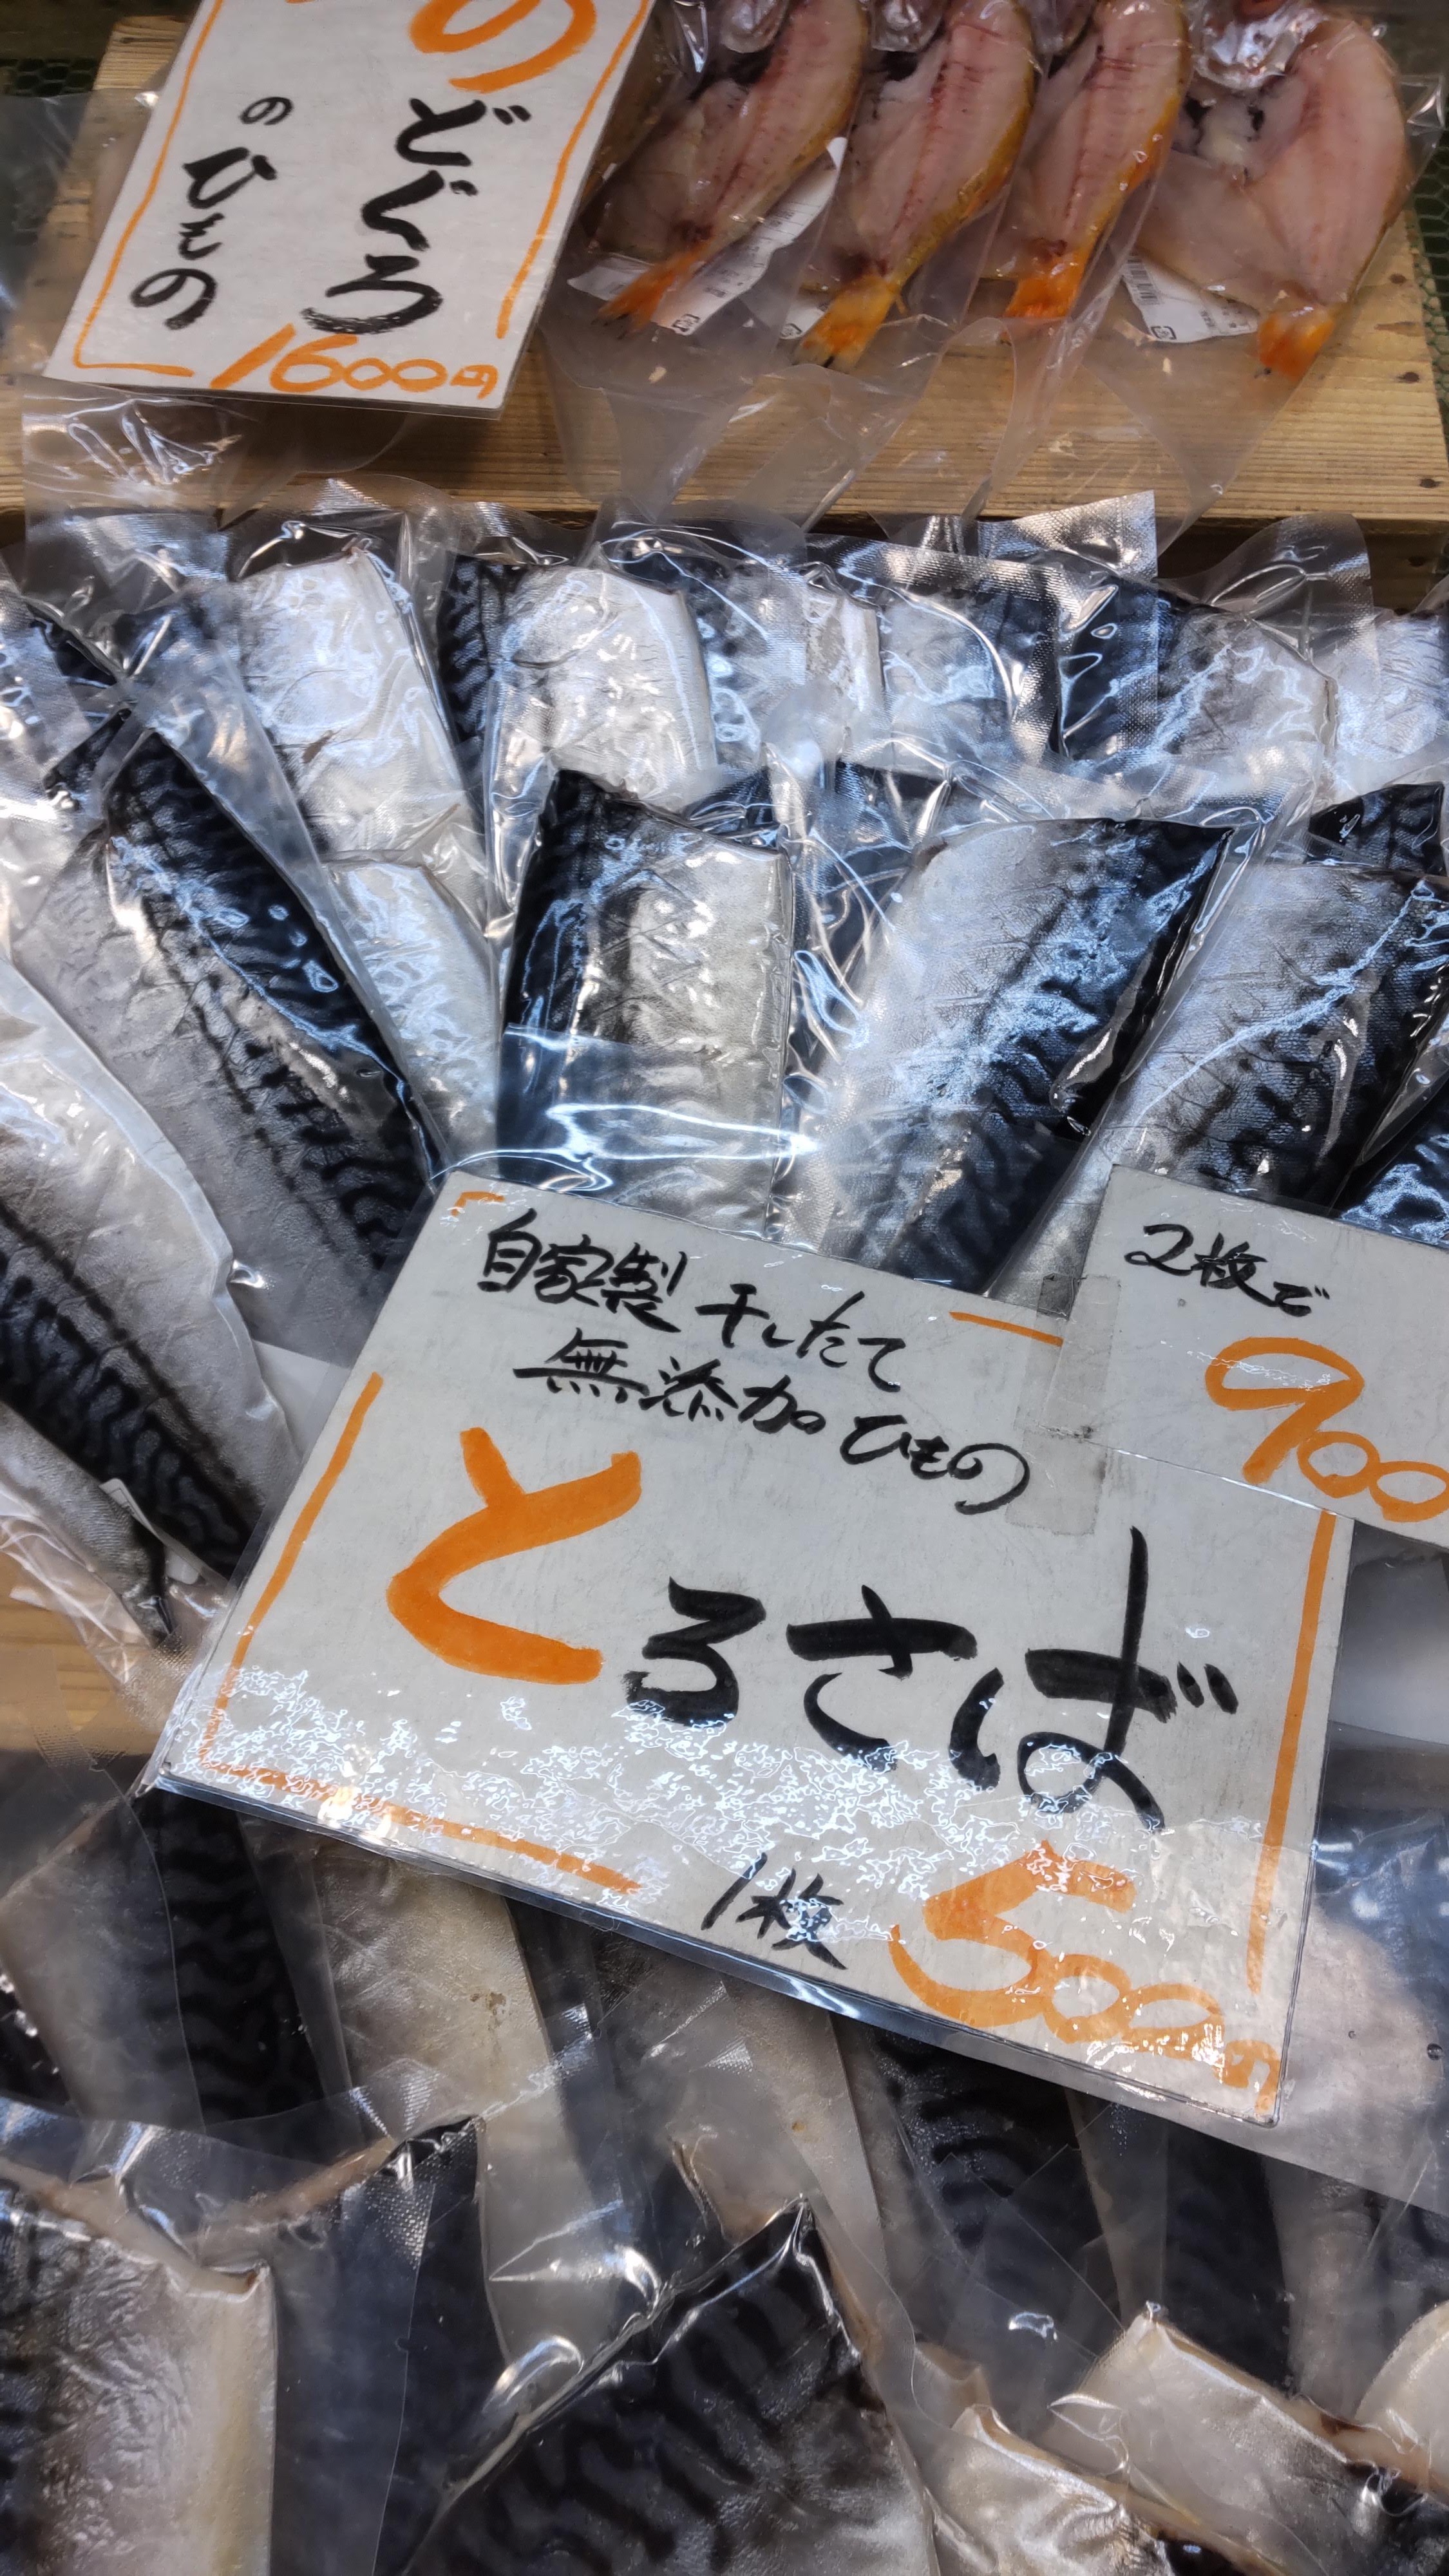 のどぐろ
のひもの
1600円
自家製 干したて
無添加 ひもの
とろさば
1枚 500円
2枚で
900